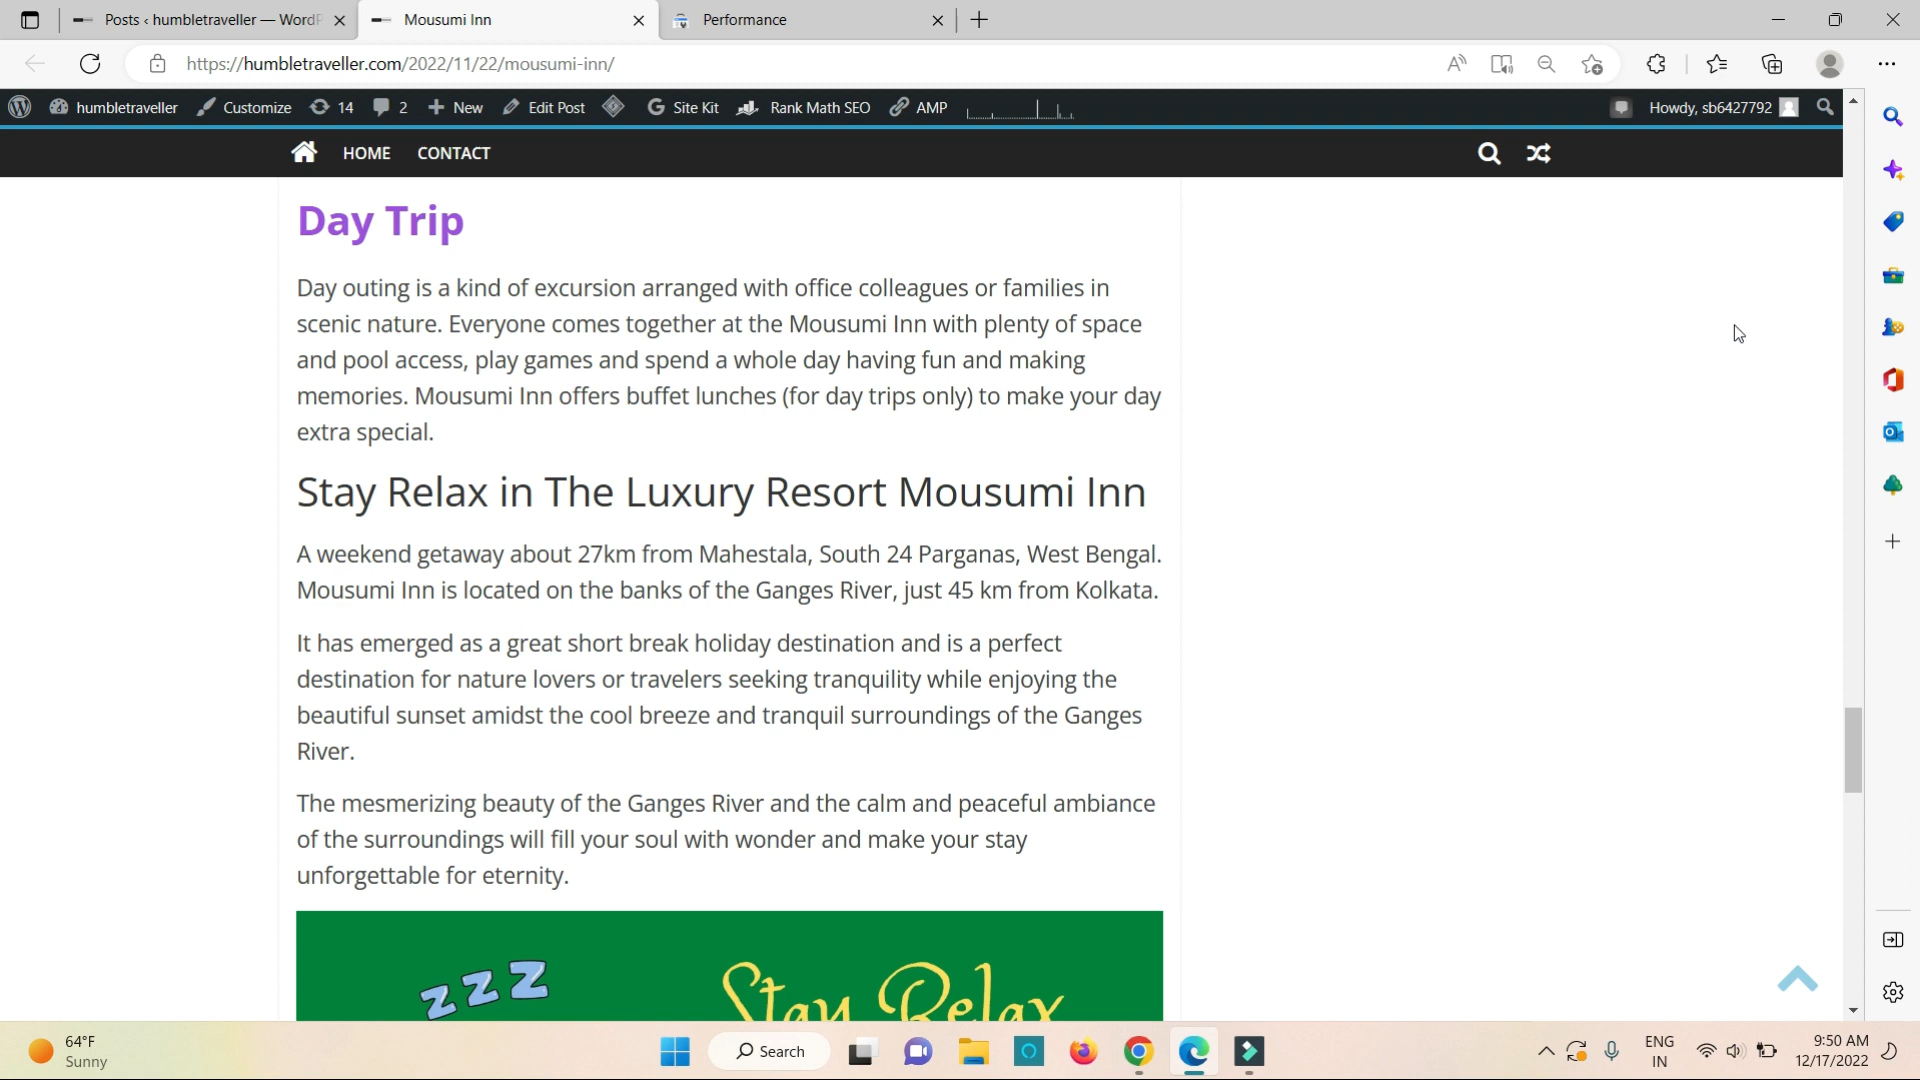 Posts ‹ humbletraveller — WordP
Mousumi Inn
Performance
https://humbletraveller.com/2022/11/22/mousumi-inn/
humbletraveller Customize 14 2 New Edit Post Site Kit Rank Math SEO AMP Howdy, sb6427792
HOME CONTACT
Day Trip
Day outing is a kind of excursion arranged with office colleagues or families in
scenic nature. Everyone comes together at the Mousumi Inn with plenty of space
and pool access, play games and spend a whole day having fun and making
memories. Mousumi Inn offers buffet lunches (for day trips only) to make your day
extra special.
Stay Relax in The Luxury Resort Mousumi Inn
A weekend getaway about 27km from Mahestala, South 24 Parganas, West Bengal.
Mousumi Inn is located on the banks of the Ganges River, just 45 km from Kolkata.
It has emerged as a great short break holiday destination and is a perfect
destination for nature lovers or travelers seeking tranquility while enjoying the
beautiful sunset amidst the cool breeze and tranquil surroundings of the Ganges
River.
The mesmerizing beauty of the Ganges River and the calm and peaceful ambiance
of the surroundings will fill your soul with wonder and make your stay
unforgettable for eternity.
z z z
Stay Relax
64°F
Sunny
Search
ENG
IN
9:50 AM
12/17/2022